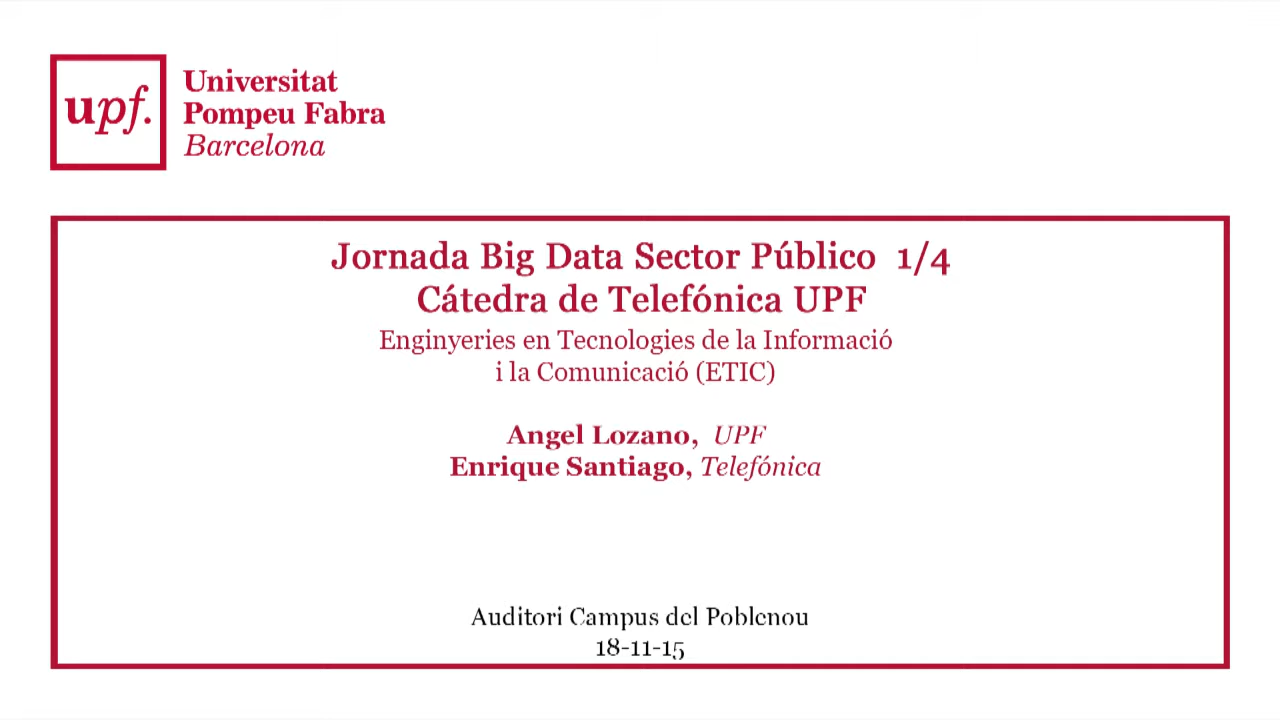 upf.
Universitat
Pompeu Fabra
Barcelona
Jornada Big Data Sector Público 1/4
Cátedra de Telefónica UPF
Enginyeries en Tecnologies de la Informació
i la Comunicació (ETIC)
Angel Lozano, UPF
Enrique Santiago, Telefónica
Auditori Campus del Poblenou
18-11-15